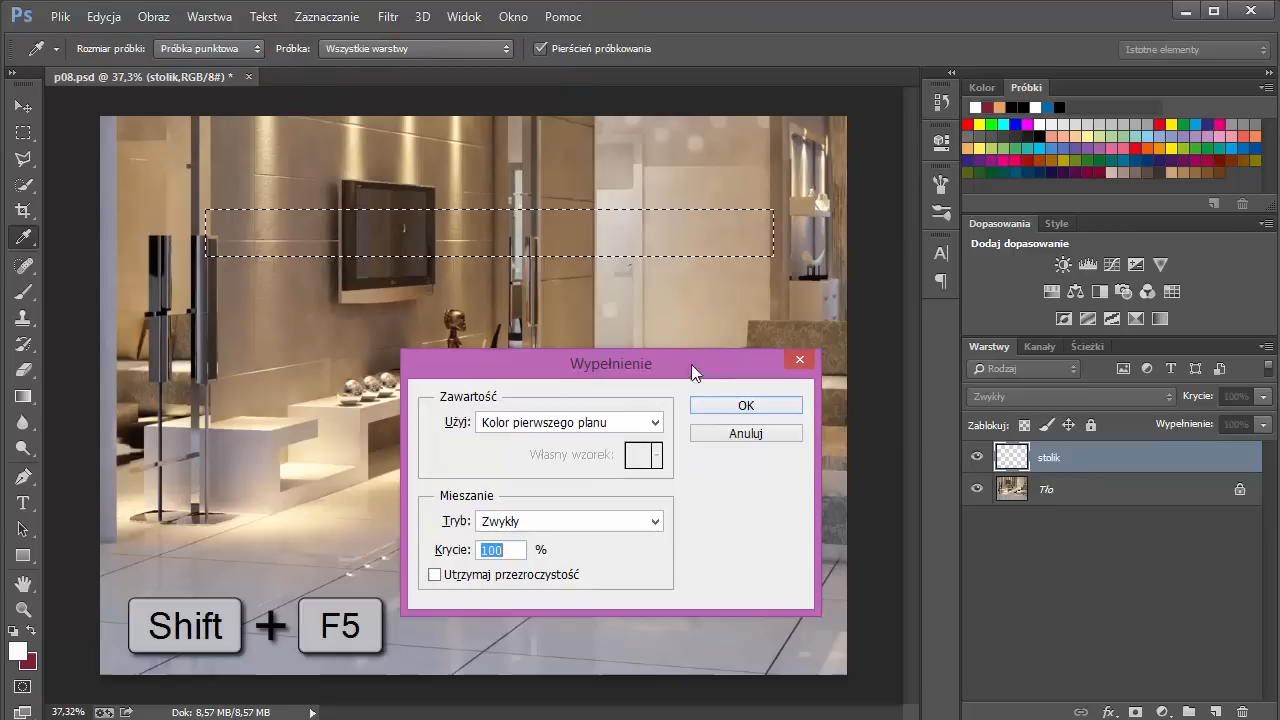 Ps Plik Edycja Obraz Warstwa Tekst Zaznaczanie Filtr 3D Widok Okno Pomoc
Rozmiar próbki: Próbka punktowa Próbka: Wszystkie warstwy Pierścień próbkowania Istotne elementy
p08.psd @ 37,3% (stolik,RGB/8#) * ×
Kolor Próbki
Dopasowania Style
Dodaj dopasowanie
Warstwy Kanały Ścieżki
Rodzaj
Zwykły Krycie: 100%
Zablokuj: Wypełnienie: 100%
stolik
Tło
fx
Wypełnienie
Zawartość
Użyj: Kolor pierwszego planu
Własny wzorek:
OK
Anuluj
Mieszanie
Tryb: Zwykły
Krycie: 100 %
Utrzymaj przezroczystość
Shift + F5
37,32% Dok: 8,57 MB/8,57 MB